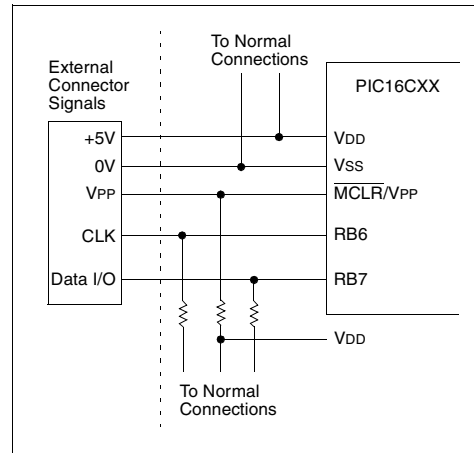 To Normal
Connections
External
Connector
Signals
PIC16CXX
+5V
VDD
0V
VSS
VPP
MCLR/VPP
CLK
RB6
Data I/O
RB7
VDD
To Normal
Connections